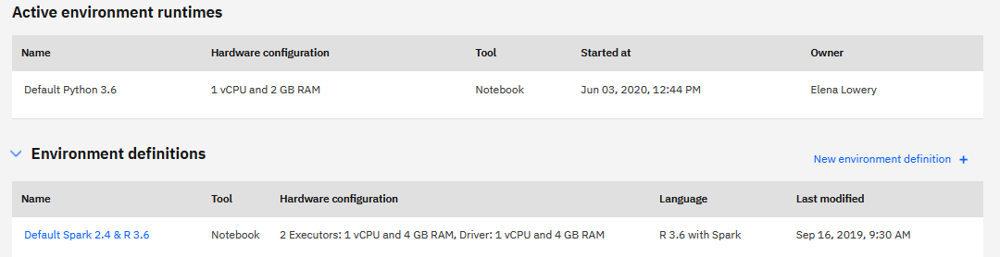 Active environment runtimes
Name Hardware configuration Tool Started at Owner
Default Python 3.6 1 vCPU and 2 GB RAM Notebook Jun 03, 2020, 12:44 PM Elena Lowery
Environment definitions
New environment definition +
Name Tool Hardware configuration Language Last modified
Default Spark 2.4 & R 3.6 Notebook 2 Executors: 1 vCPU and 4 GB RAM, Driver: 1 vCPU and 4 GB RAM R 3.6 with Spark Sep 16, 2019, 9:30 AM